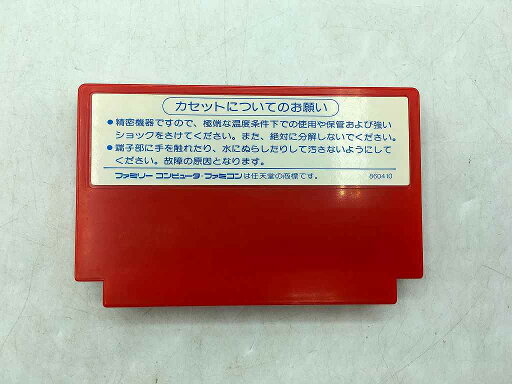 カセットについてのお願い
●精密機器ですので、極端な温度条件下での使用や保管および強い
ショックをさけてください。また、絶対に分解しないでください。
●端子部に手を触れたり、水にぬらしたりして汚さないようにして
ください。故障の原因となります。
ファミリーコンピュータ・ファミコンは任天堂の商標です。 860410